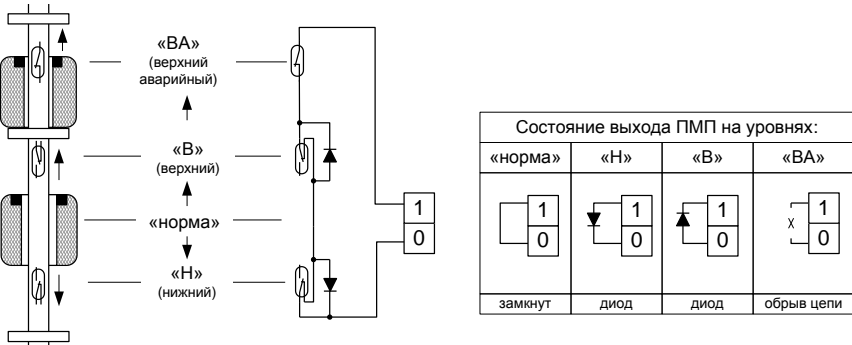 «ВА»
(верхний
аварийный)
«В»
(верхний)
«норма»
«Н»
(нижний)
1
0
Состояние выхода ПМП на уровнях:
«норма» «Н» «В» «ВА»
1 1 1 1
0 0 0 0
замкнут диод диод обрыв цепи